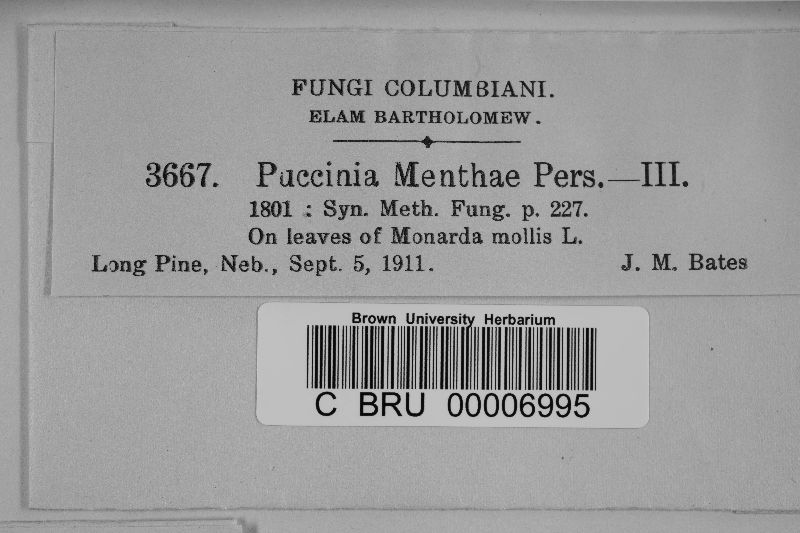 FUNGI COLUMBIANI.
ELAM BARTHOLOMEW.
3667. Puccinia Menthae Pers.—III.
1801 : Syn. Meth. Fung. p. 227.
On leaves of Monarda mollis L.
Long Pine, Neb., Sept. 5, 1911. J. M. Bates
Brown University Herbarium
C BRU 00006995